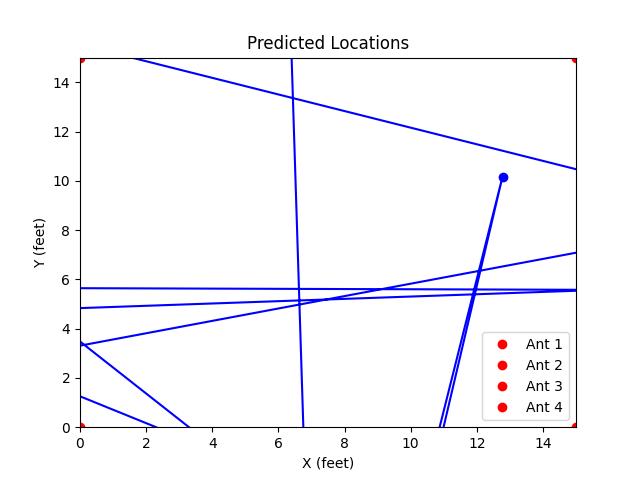 Predicted Locations
14
12
10
8
6
4
2
0
Y (feet)
Ant 1
Ant 2
Ant 3
Ant 4
0 2 4 6 8 10 12 14
X (feet)